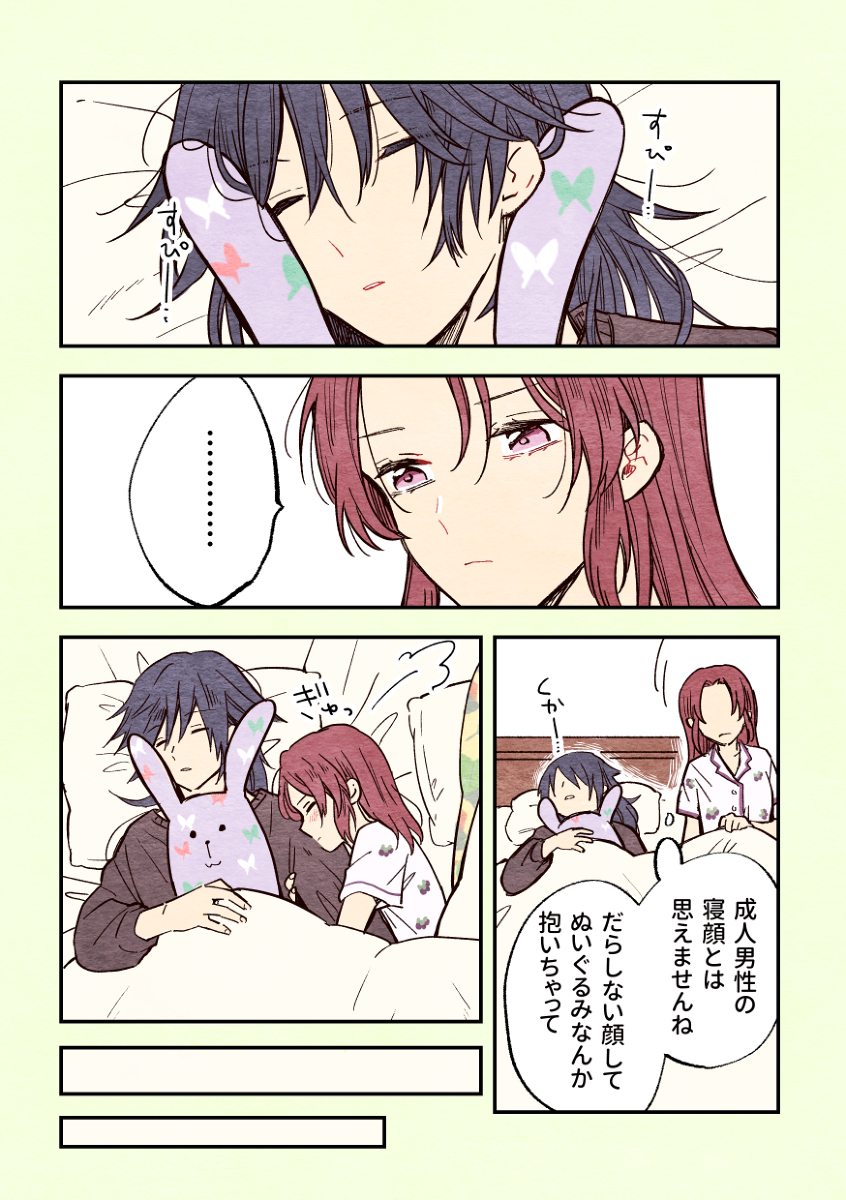 すぴー…
すぴー…
………
くかー…
成人男性の
寝顔とは
思えませんね
だらしない顔して
ぬいぐるみなんか
抱いちゃって
ぎゅっ